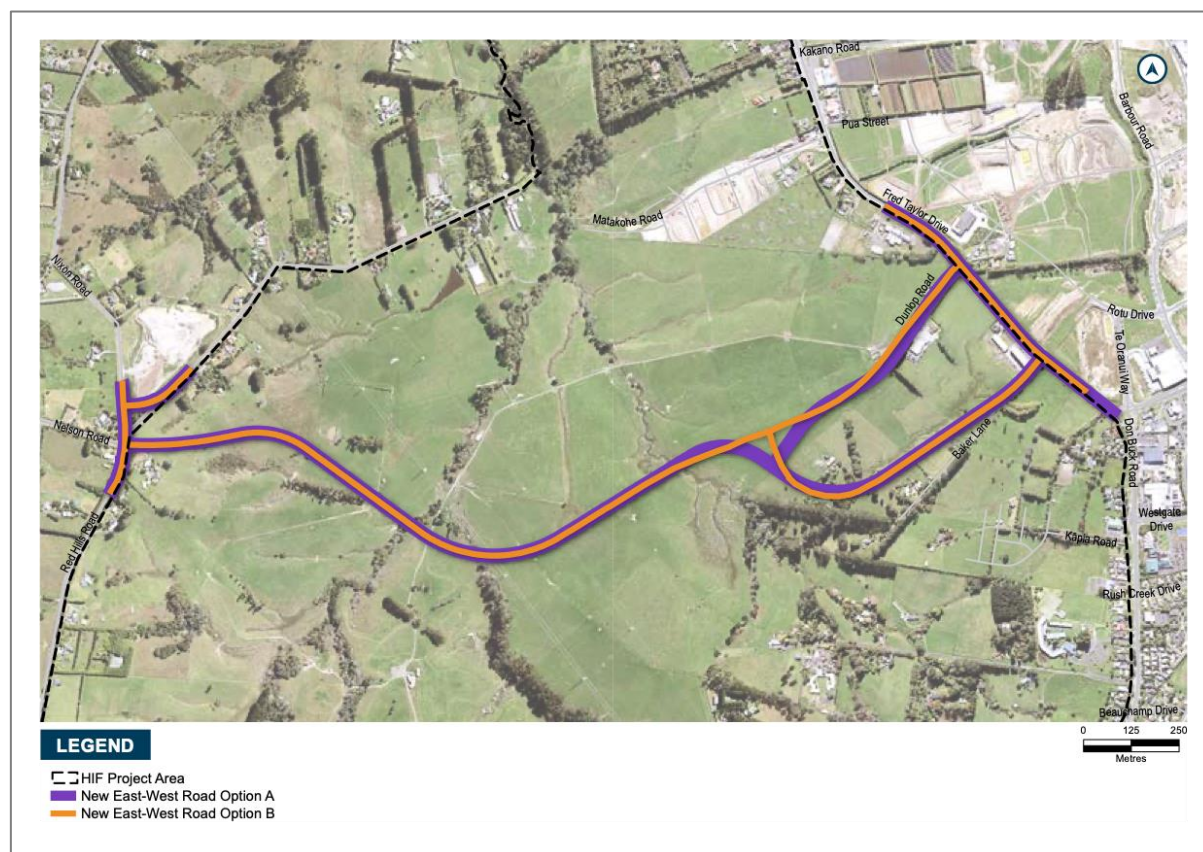 Kakano Road
Barbour Road
Pua Street
Matakohe Road
Fred Taylor Drive
Nixon Road
Dunlop Road
Rotu Drive
Te Oranui Way
Nelson Road
Baker Lane
Don Buck Road
Red Hills Road
Westgate
Drive
Kapia Road
Rush Creek Drive
Beauchamp Drive
LEGEND
HIF Project Area
New East-West Road Option A
New East-West Road Option B
0 125 250
Metres